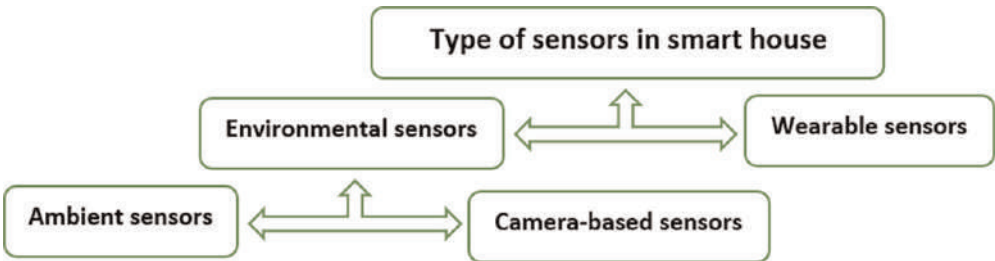 Type of sensors in smart house
Environmental sensors
Wearable sensors
Ambient sensors
Camera-based sensors